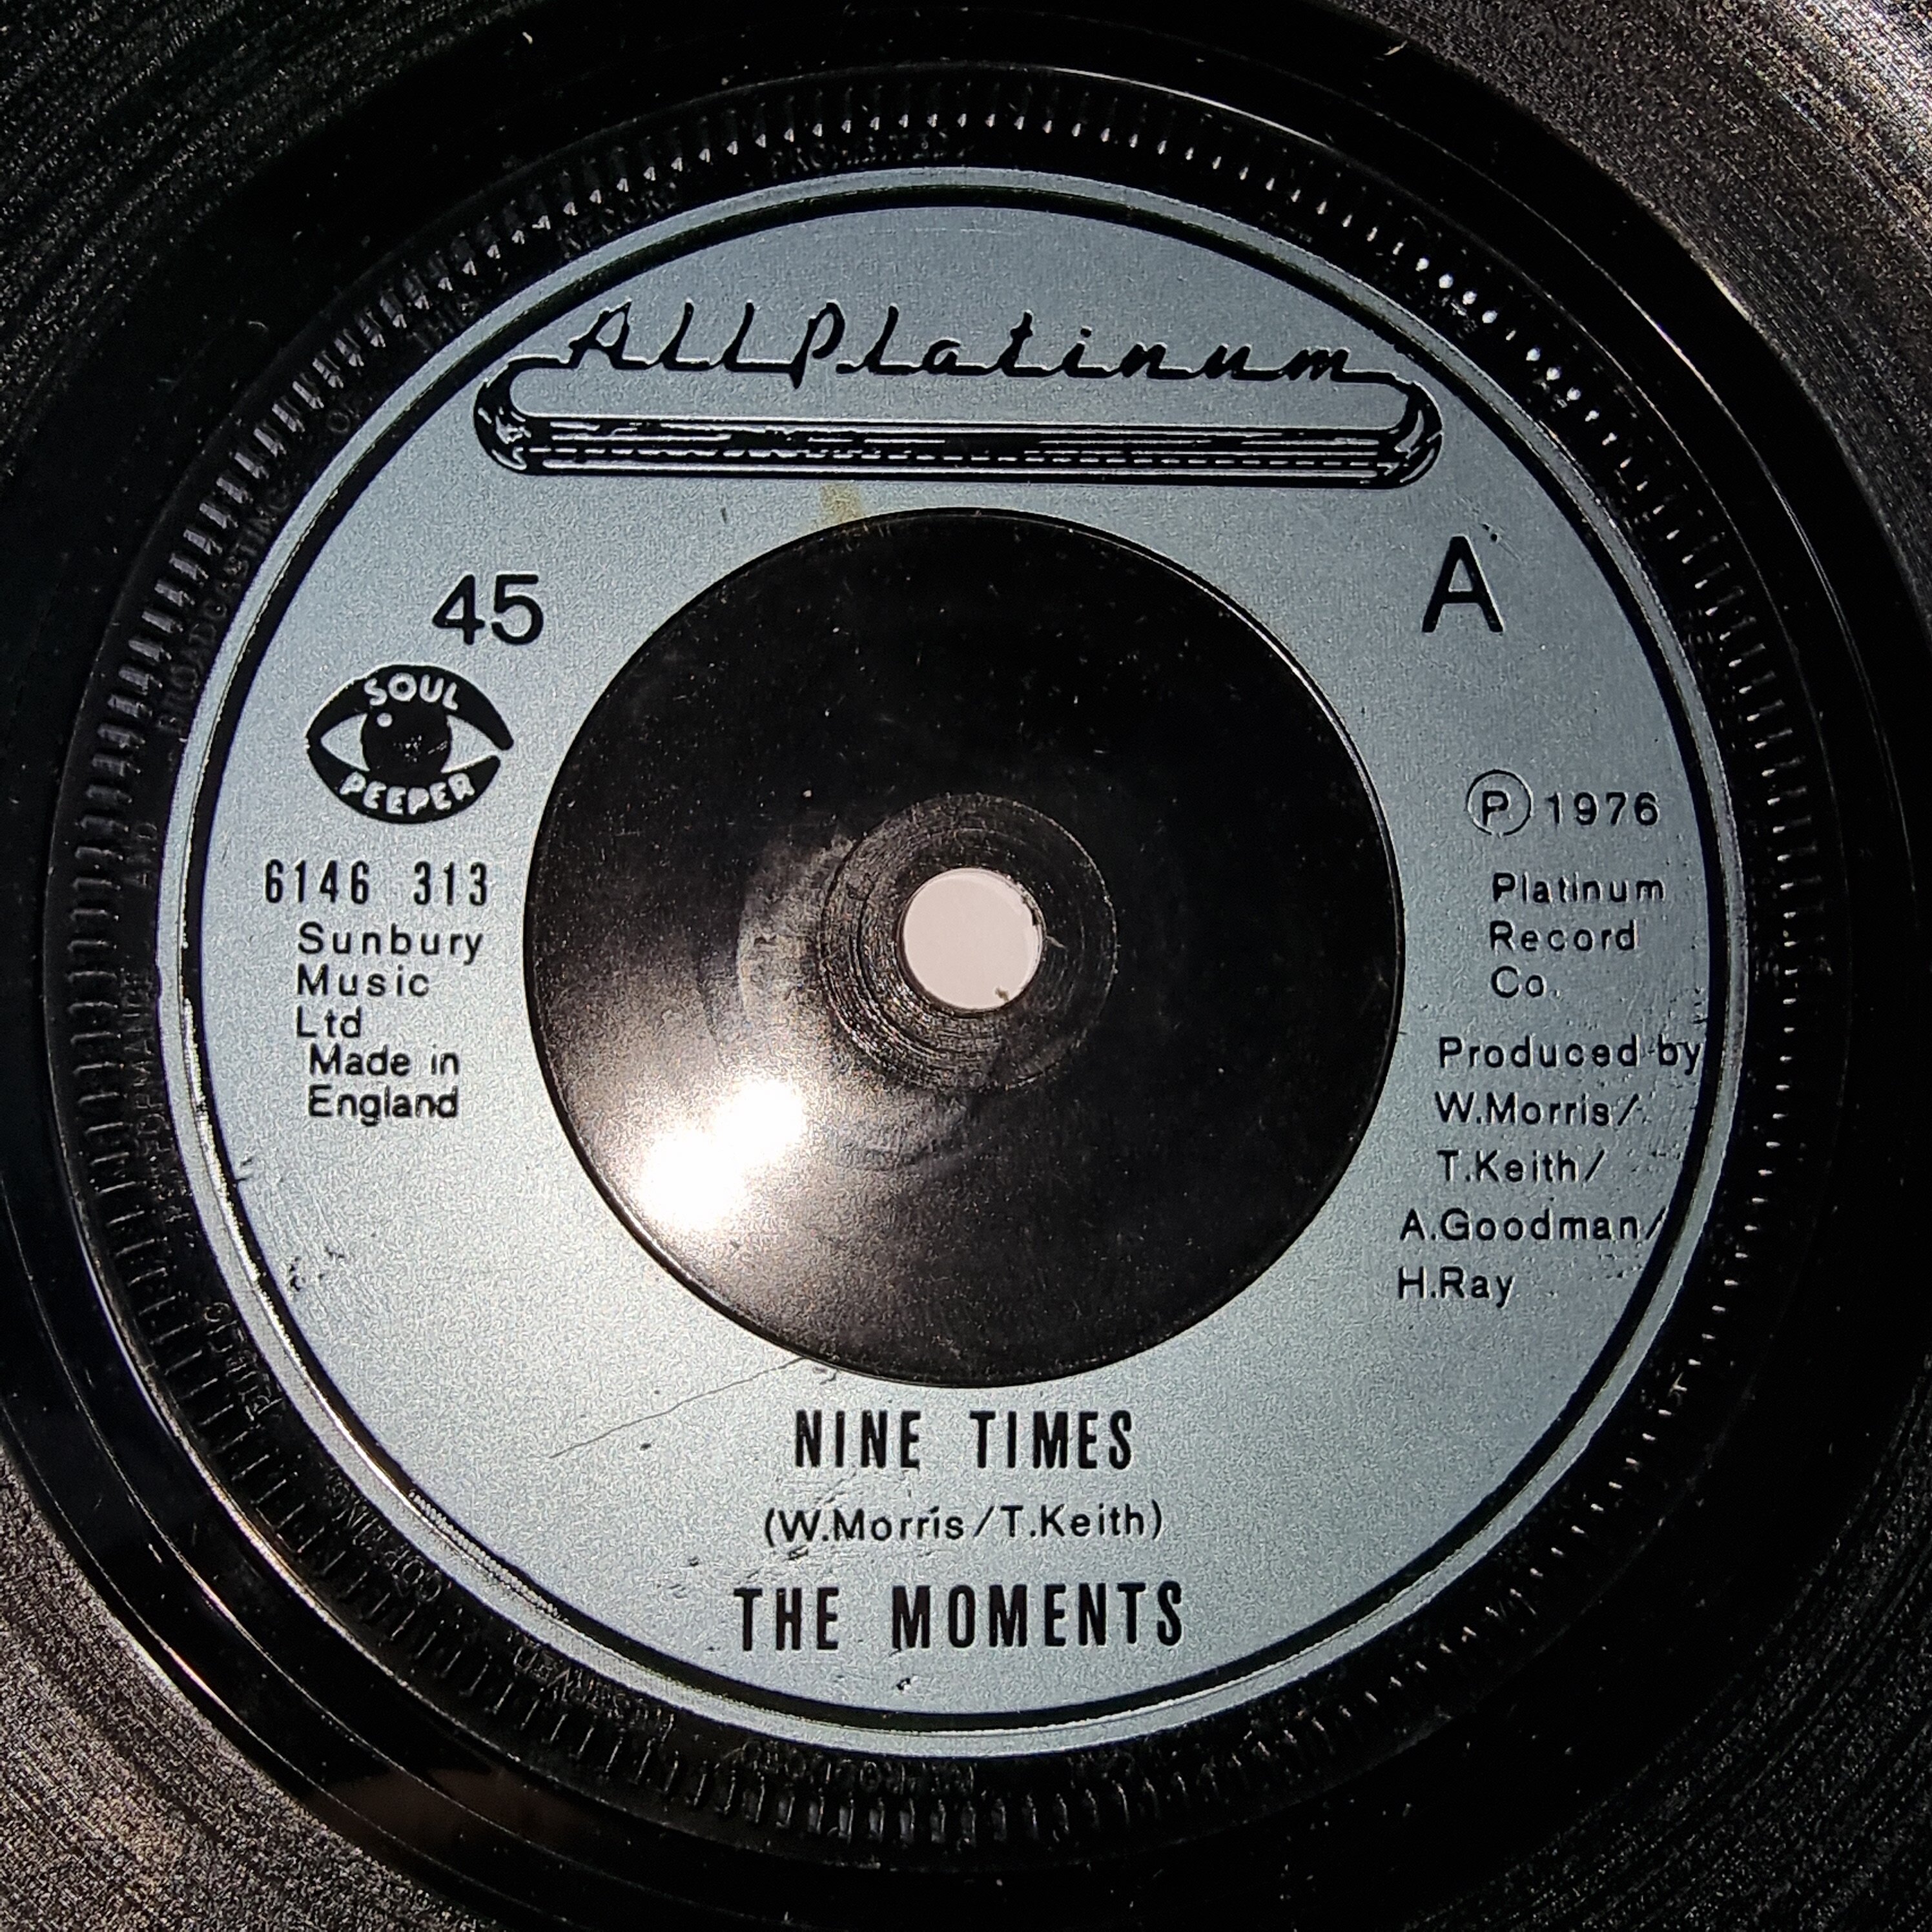 AllPlatinum
45
A
SOUL
PEEPER
6146 313
Sunbury
Music
Ltd
Made in
England
Ⓟ 1976
Platinum
Record
Co.
Produced by
W.Morris/
T.Keith/
A.Goodman/
H.Ray
NINE TIMES
(W.Morris/T.Keith)
THE MOMENTS